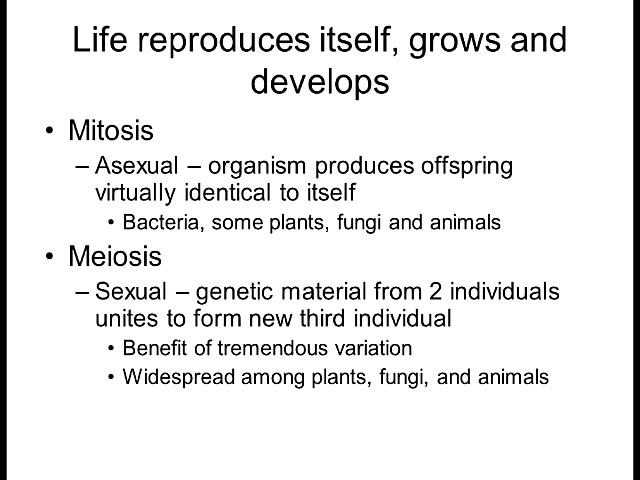 Life reproduces itself, grows and
develops
• Mitosis
– Asexual – organism produces offspring
virtually identical to itself
• Bacteria, some plants, fungi and animals
• Meiosis
– Sexual – genetic material from 2 individuals
unites to form new third individual
• Benefit of tremendous variation
• Widespread among plants, fungi, and animals